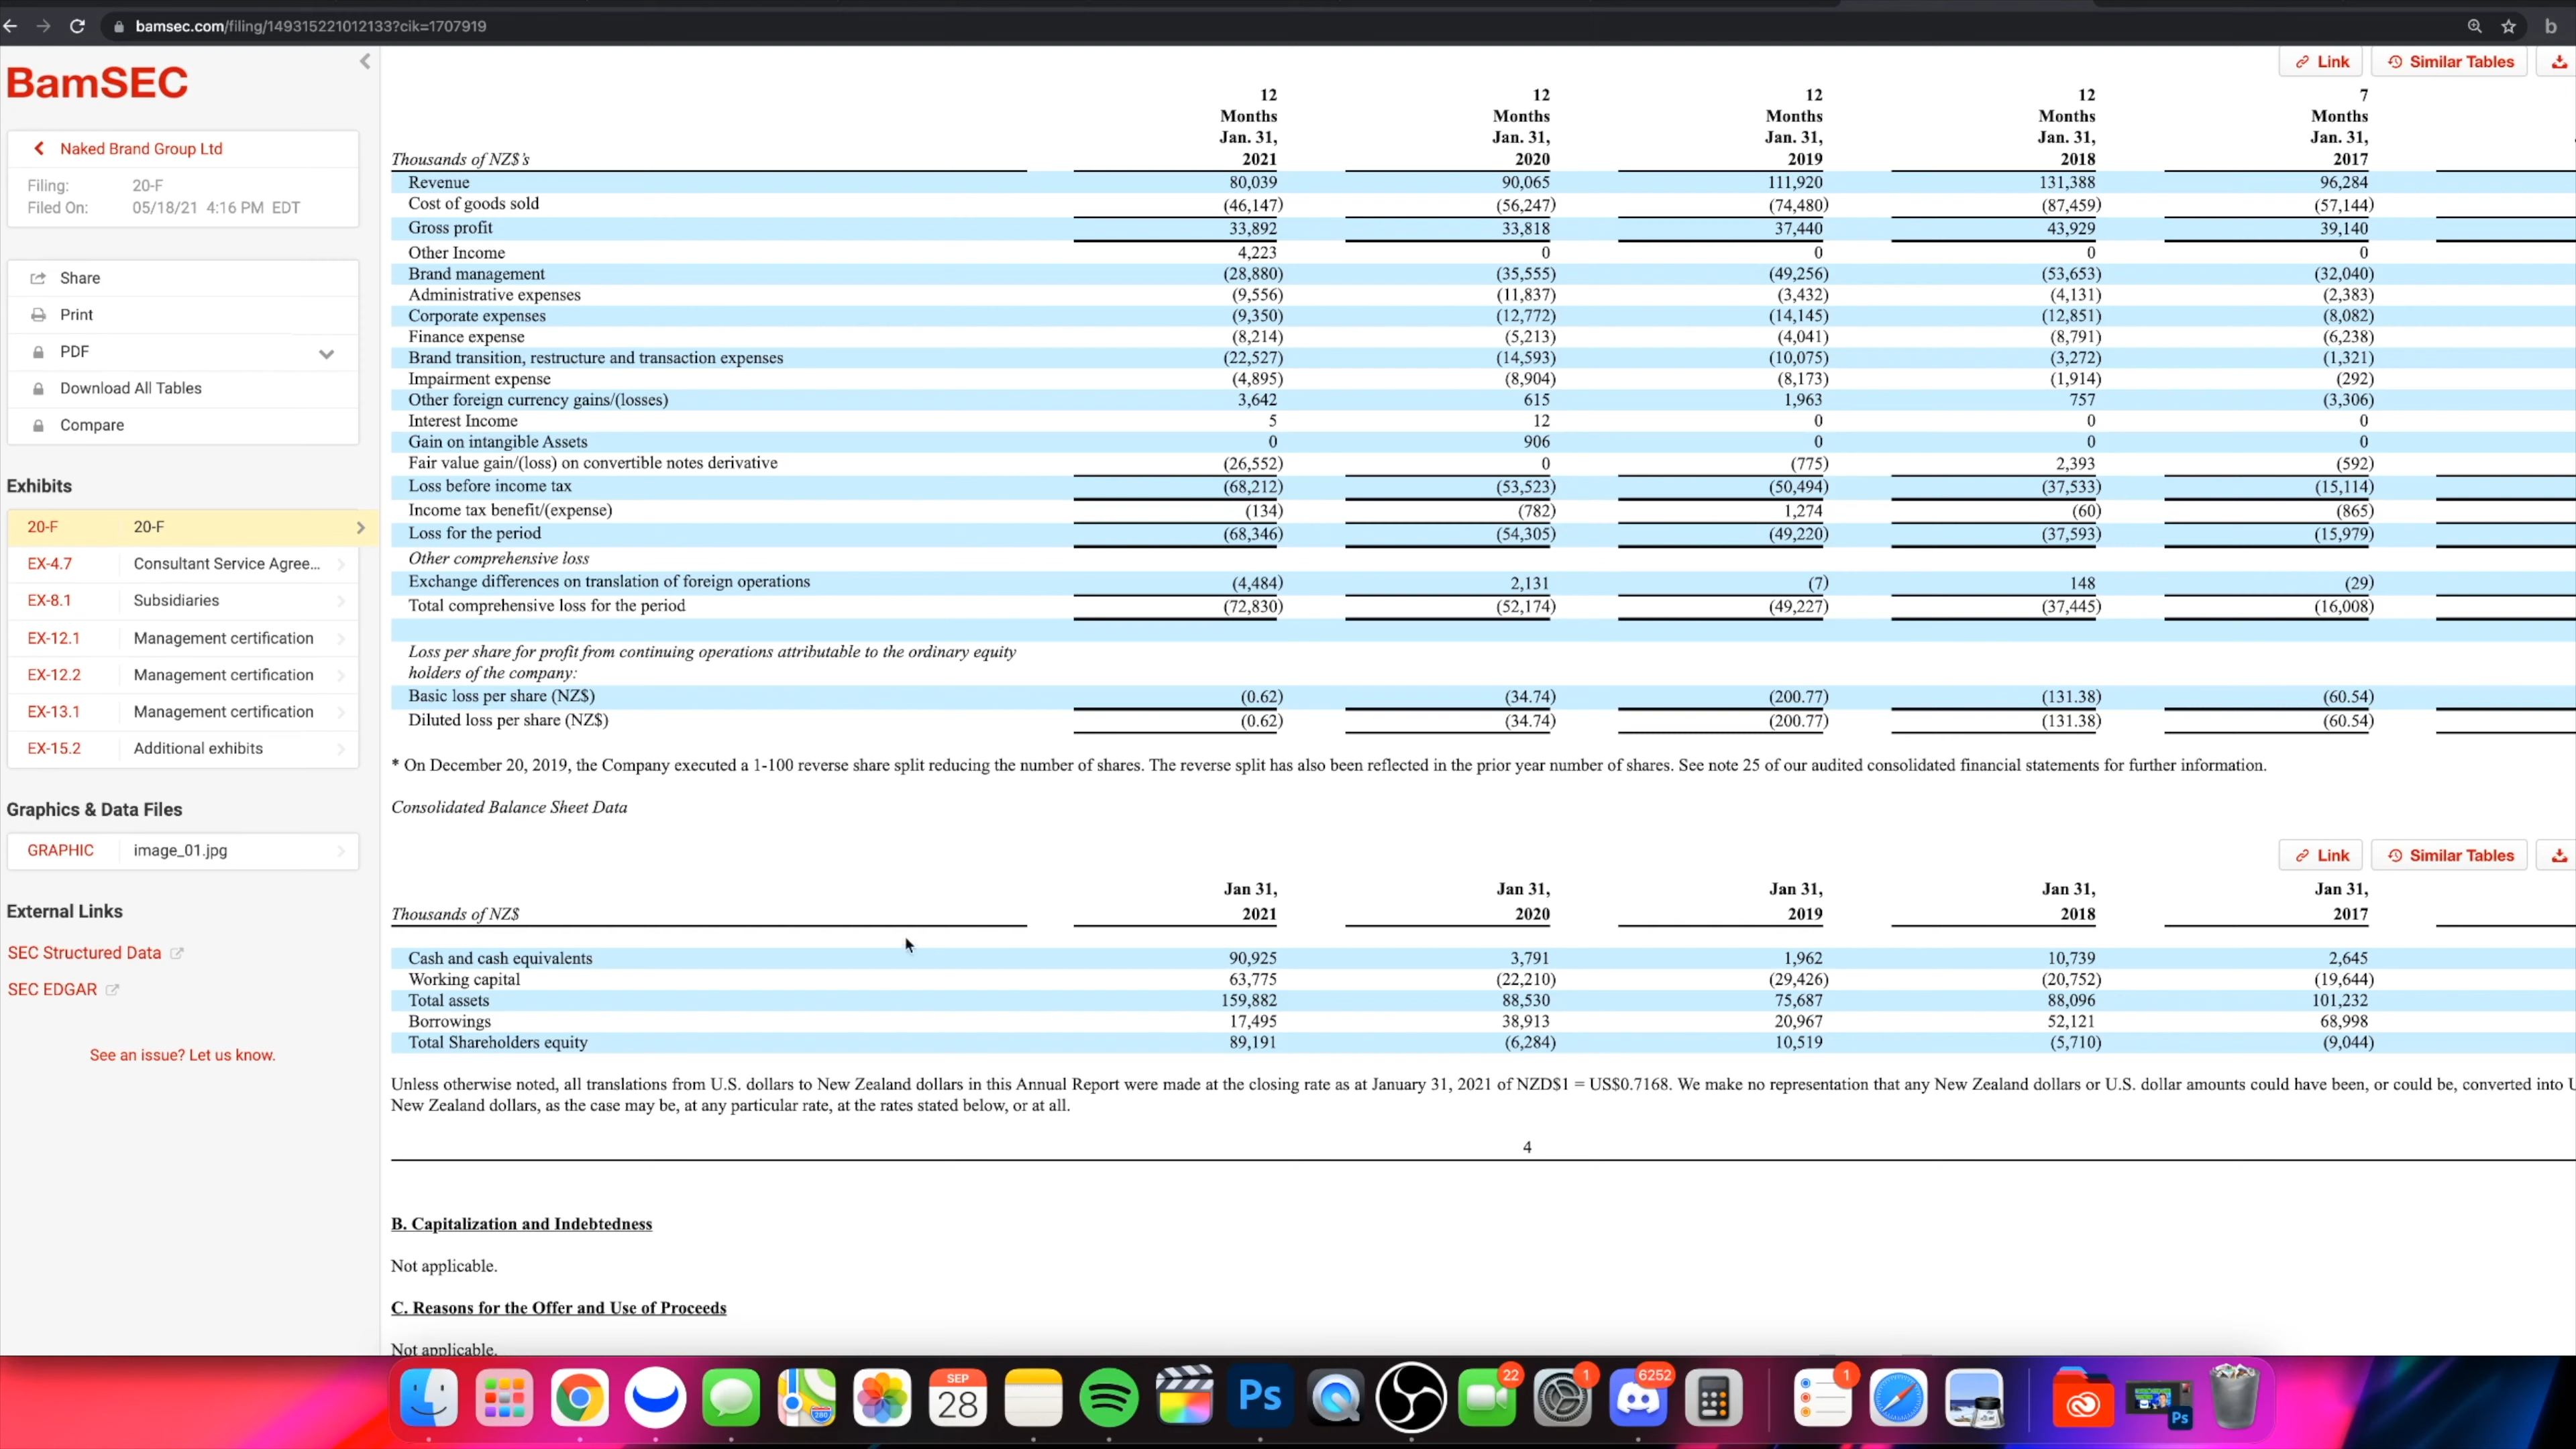 bamsec.com/filing/149315221012133?cik=1707919
b
BamSEC
Naked Brand Group Ltd
Filing: 20-F
Filed On: 05/18/21 4:16 PM EDT
Share
Print
PDF
Download All Tables
Compare
Exhibits
20-F 20-F
EX-4.7 Consultant Service Agree...
EX-8.1 Subsidiaries
EX-12.1 Management certification
EX-12.2 Management certification
EX-13.1 Management certification
EX-15.2 Additional exhibits
Graphics & Data Files
GRAPHIC image_01.jpg
External Links
SEC Structured Data
SEC EDGAR
See an issue? Let us know.
Link Similar Tables
12 12 12 12 7
Months Months Months Months Months
Jan. 31, Jan. 31, Jan. 31, Jan. 31, Jan. 31,
Thousands of NZ$'s 2021 2020 2019 2018 2017
Revenue 80,039 90,065 111,920 131,388 96,284
Cost of goods sold (46,147) (56,247) (74,480) (87,459) (57,144)
Gross profit 33,892 33,818 37,440 43,929 39,140
Other Income 4,223 0 0 0 0
Brand management (28,880) (35,555) (49,256) (53,653) (32,040)
Administrative expenses (9,556) (11,837) (3,432) (4,131) (2,383)
Corporate expenses (9,350) (12,772) (14,145) (12,851) (8,082)
Finance expense (8,214) (5,213) (4,041) (8,791) (6,238)
Brand transition, restructure and transaction expenses (22,527) (14,593) (10,075) (3,272) (1,321)
Impairment expense (4,895) (8,904) (8,173) (1,914) (292)
Other foreign currency gains/(losses) 3,642 615 1,963 757 (3,306)
Interest Income 5 12 0 0 0
Gain on intangible Assets 0 906 0 0 0
Fair value gain/(loss) on convertible notes derivative (26,552) 0 (775) 2,393 (592)
Loss before income tax (68,212) (53,523) (50,494) (37,533) (15,114)
Income tax benefit/(expense) (134) (782) 1,274 (60) (865)
Loss for the period (68,346) (54,305) (49,220) (37,593) (15,979)
Other comprehensive loss
Exchange differences on translation of foreign operations (4,484) 2,131 (7) 148 (29)
Total comprehensive loss for the period (72,830) (52,174) (49,227) (37,445) (16,008)
Loss per share for profit from continuing operations attributable to the ordinary equity
holders of the company:
Basic loss per share (NZ$) (0.62) (34.74) (200.77) (131.38) (60.54)
Diluted loss per share (NZ$) (0.62) (34.74) (200.77) (131.38) (60.54)
* On December 20, 2019, the Company executed a 1-100 reverse share split reducing the number of shares. The reverse split has also been reflected in the prior year number of shares. See note 25 of our audited consolidated financial statements for further information.
Consolidated Balance Sheet Data
Link Similar Tables
Jan 31, Jan 31, Jan 31, Jan 31, Jan 31,
Thousands of NZ$ 2021 2020 2019 2018 2017
Cash and cash equivalents 90,925 3,791 1,962 10,739 2,645
Working capital 63,775 (22,210) (29,426) (20,752) (19,644)
Total assets 159,882 88,530 75,687 88,096 101,232
Borrowings 17,495 38,913 20,967 52,121 68,998
Total Shareholders equity 89,191 (6,284) 10,519 (5,710) (9,044)
Unless otherwise noted, all translations from U.S. dollars to New Zealand dollars in this Annual Report were made at the closing rate as at January 31, 2021 of NZD$1 = US$0.7168. We make no representation that any New Zealand dollars or U.S. dollar amounts could have been, or could be, converted into
New Zealand dollars, as the case may be, at any particular rate, at the rates stated below, or at all.
4
B. Capitalization and Indebtedness
Not applicable.
C. Reasons for the Offer and Use of Proceeds
Not applicable.
SEP
28
280
Ps
22
1
6252
1
Ps